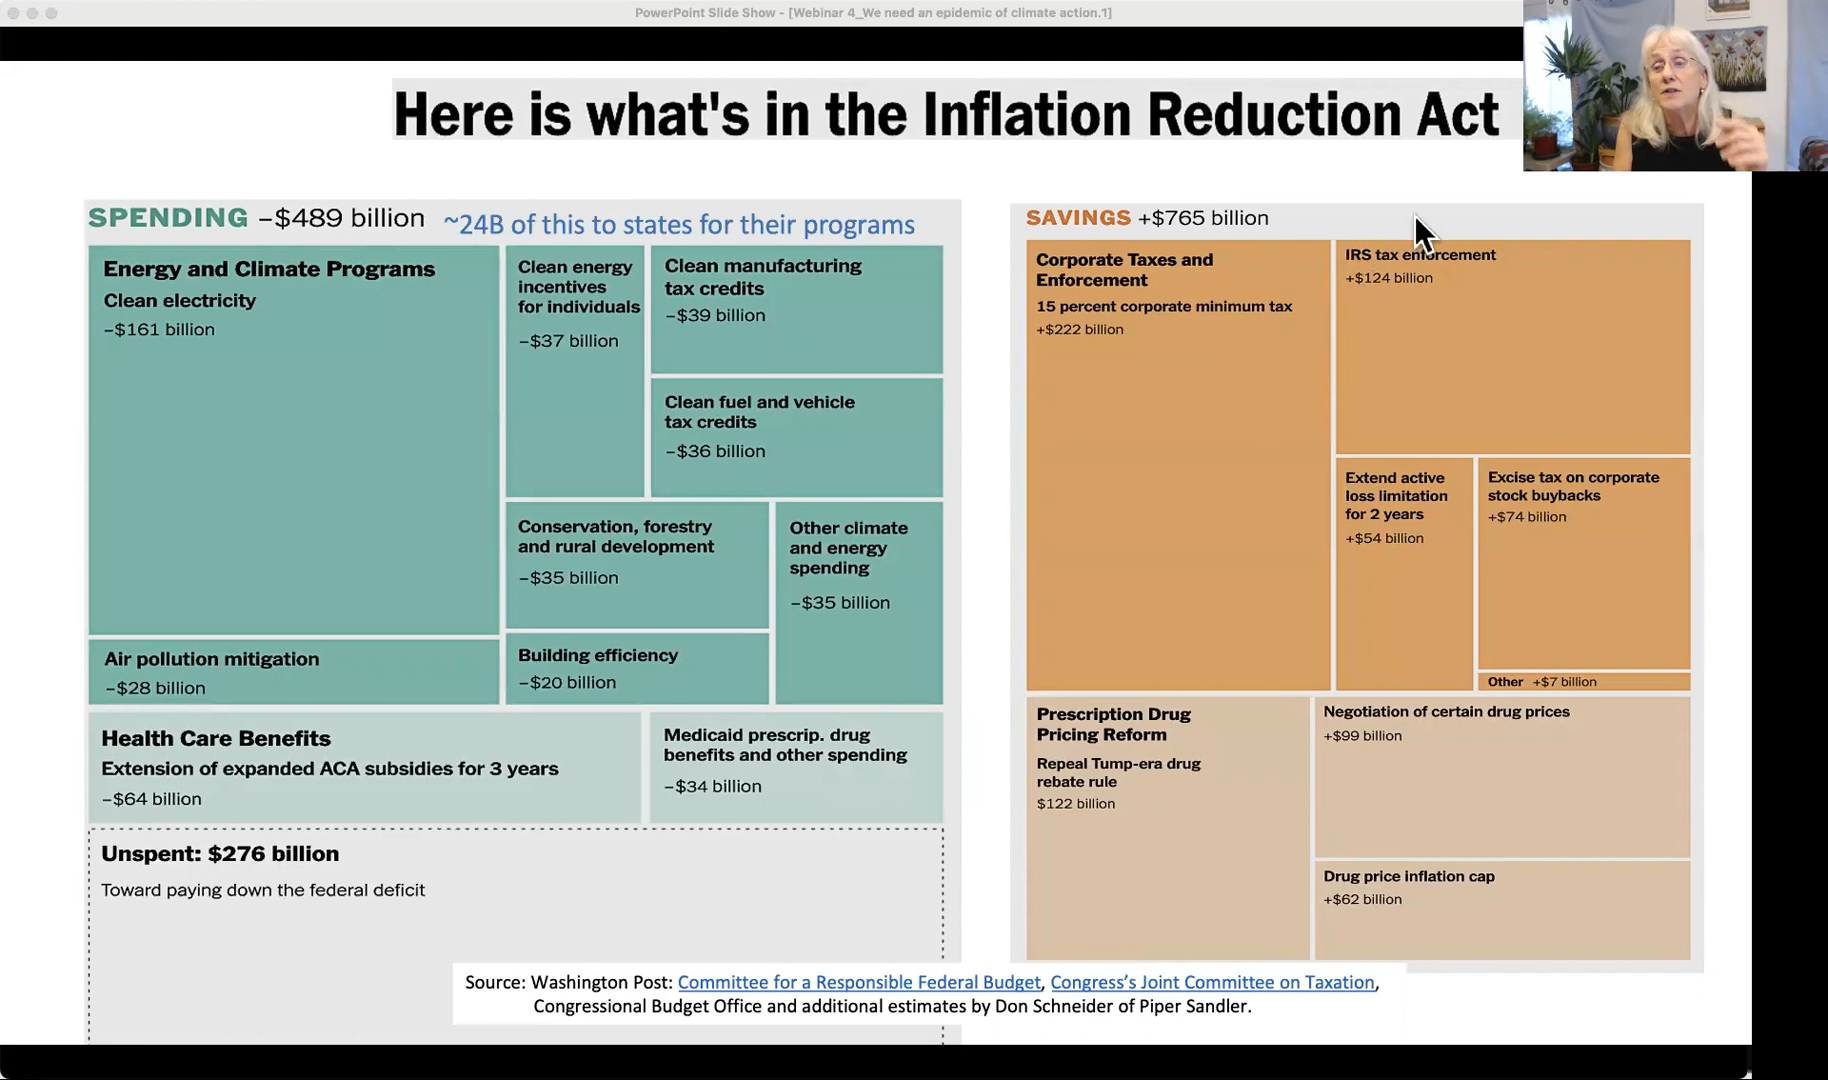 PowerPoint Slide Show - [Webinar 4_We need an epidemic of climate action.1]
Here is what's in the Inflation Reduction Act
SPENDING –$489 billion
~24B of this to states for their programs
Energy and Climate Programs
Clean electricity
–$161 billion
Clean energy
incentives
for individuals
–$37 billion
Clean manufacturing
tax credits
–$39 billion
Clean fuel and vehicle
tax credits
–$36 billion
Conservation, forestry
and rural development
–$35 billion
Other climate
and energy
spending
–$35 billion
Air pollution mitigation
–$28 billion
Building efficiency
–$20 billion
Health Care Benefits
Extension of expanded ACA subsidies for 3 years
–$64 billion
Medicaid prescrip. drug
benefits and other spending
–$34 billion
Unspent: $276 billion
Toward paying down the federal deficit
SAVINGS +$765 billion
Corporate Taxes and
Enforcement
15 percent corporate minimum tax
+$222 billion
IRS tax enforcement
+$124 billion
Extend active
loss limitation
for 2 years
+$54 billion
Excise tax on corporate
stock buybacks
+$74 billion
Other +$7 billion
Prescription Drug
Pricing Reform
Repeal Tump-era drug
rebate rule
$122 billion
Negotiation of certain drug prices
+$99 billion
Drug price inflation cap
+$62 billion
Source: Washington Post: Committee for a Responsible Federal Budget, Congress's Joint Committee on Taxation,
Congressional Budget Office and additional estimates by Don Schneider of Piper Sandler.